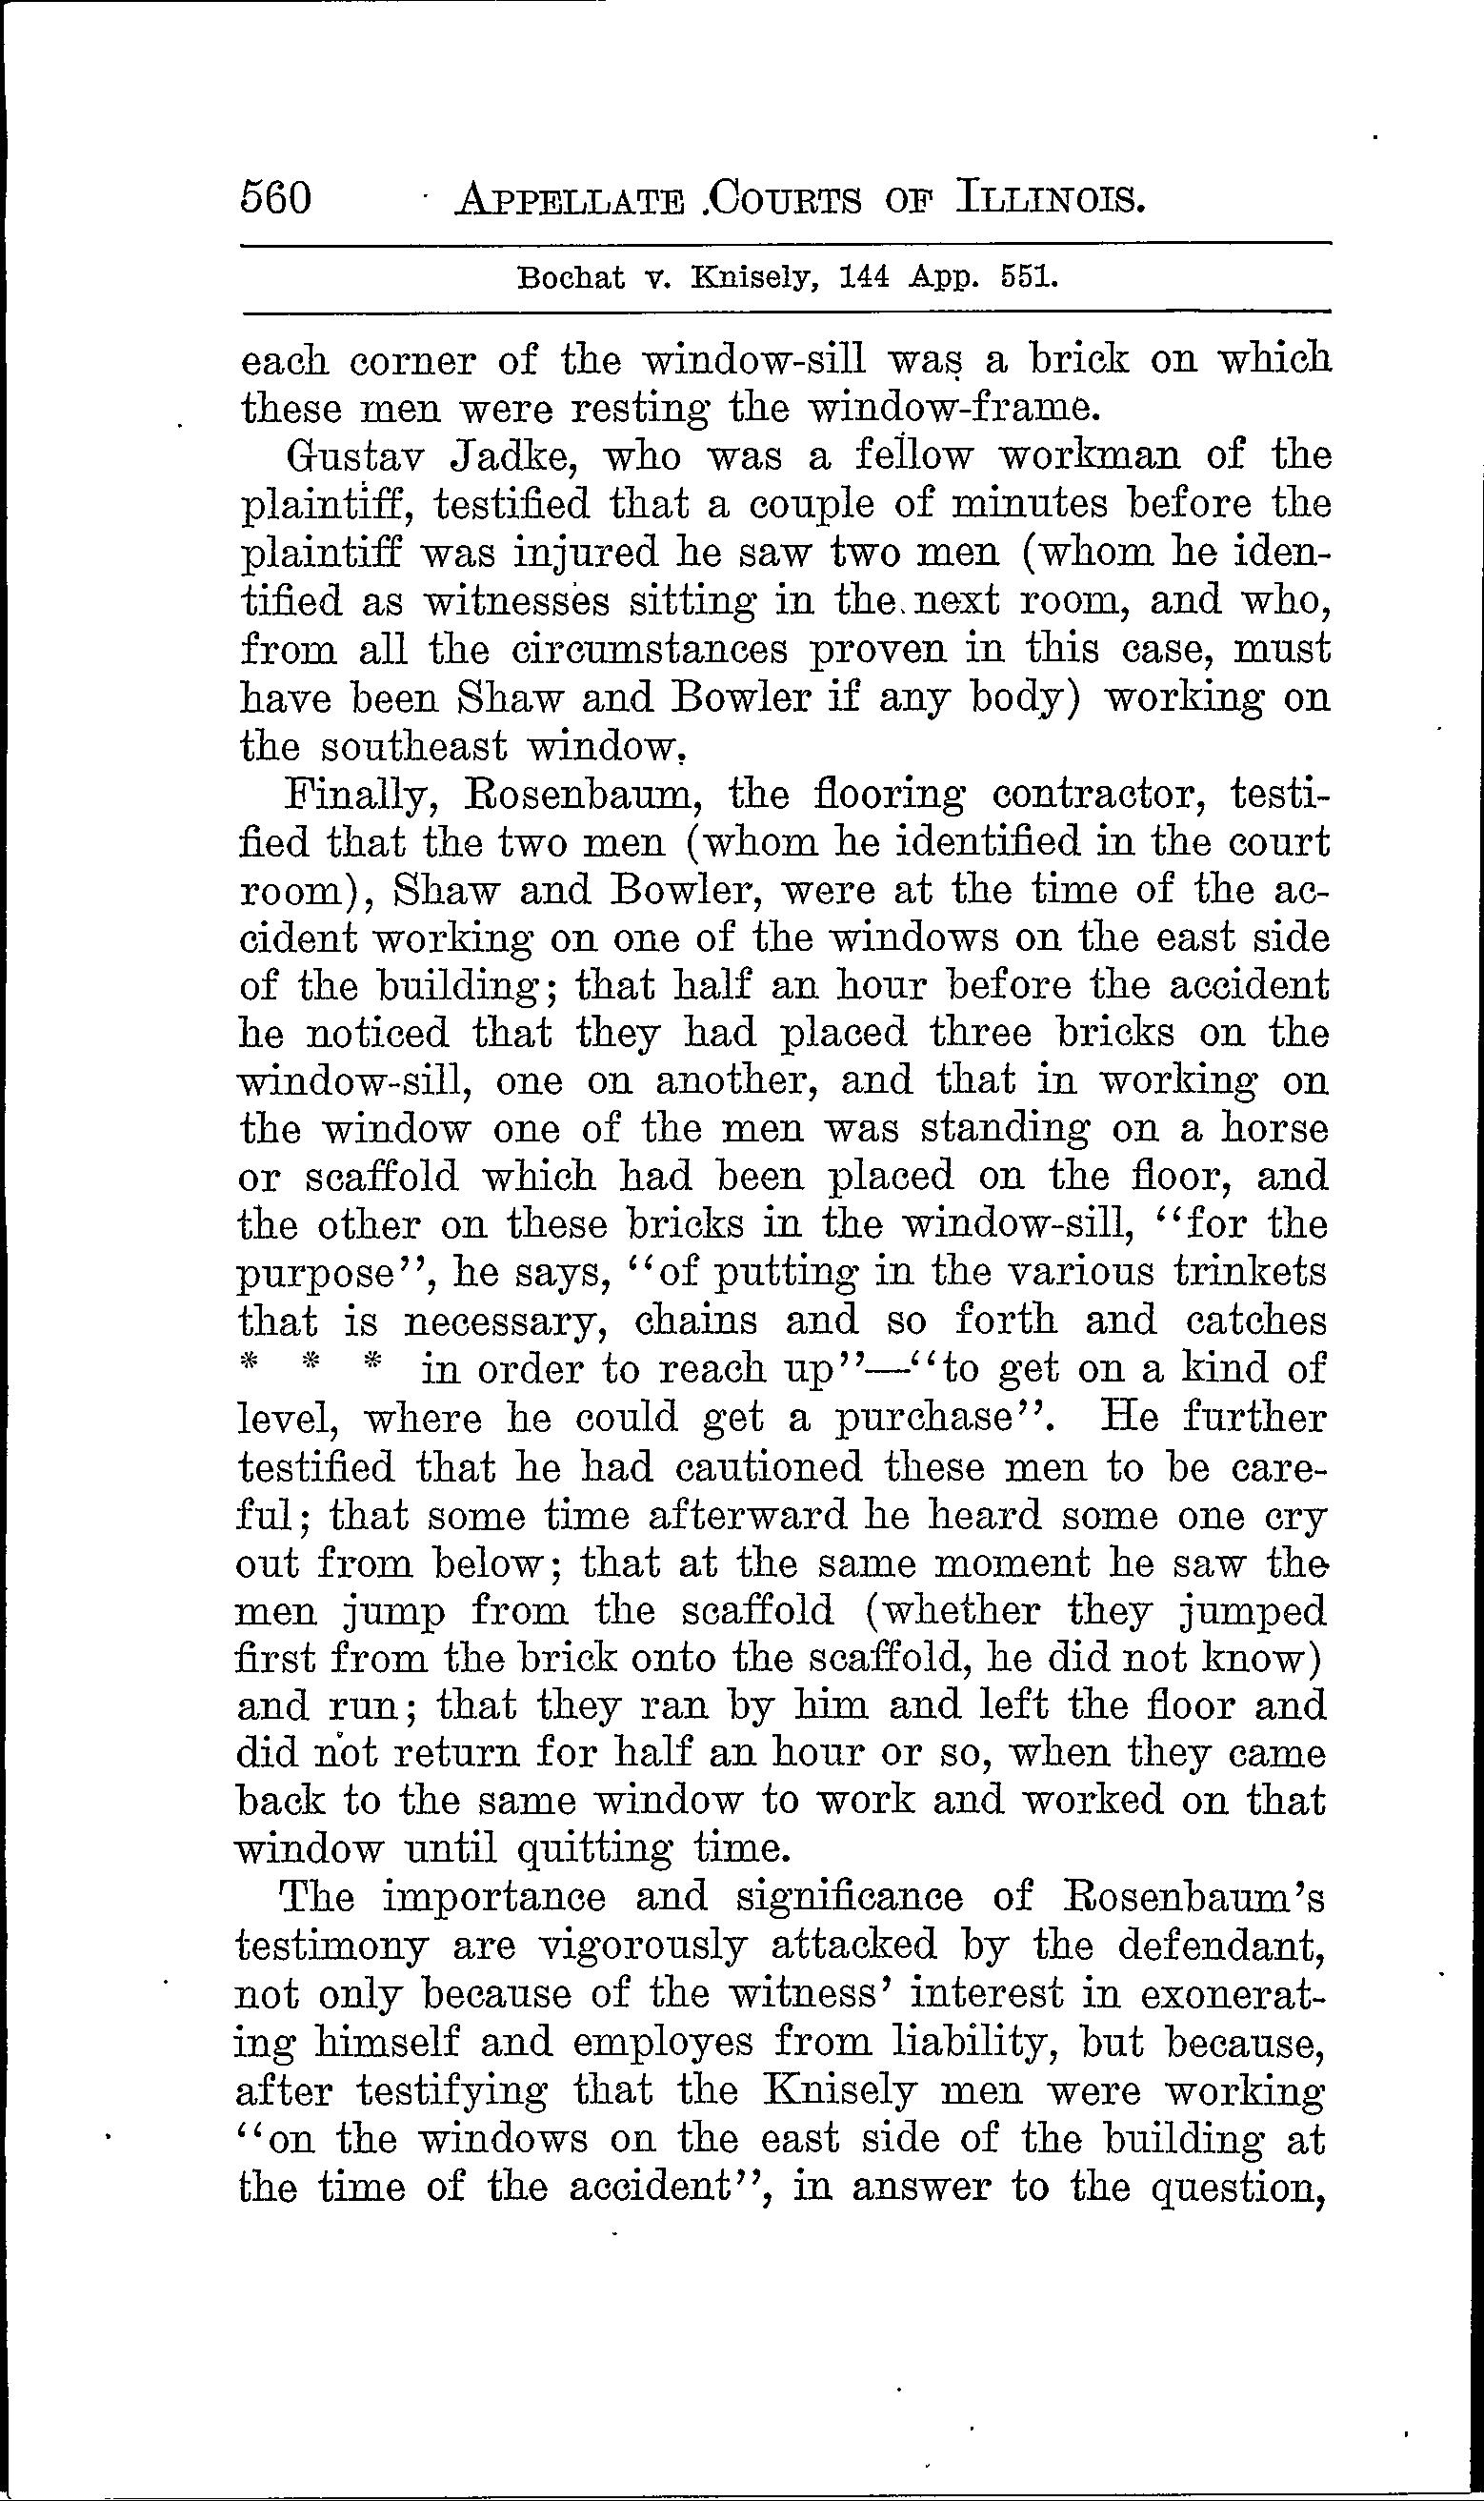 560 APPELLATE COURTS OF ILLINOIS.
Bochat v. Knisely, 144 App. 551.
each corner of the window-sill was a brick on which
these men were resting the window-frame.
Gustav Jadke, who was a fellow workman of the
plaintiff, testified that a couple of minutes before the
plaintiff was injured he saw two men (whom he iden-
tified as witnesses sitting in the next room, and who,
from all the circumstances proven in this case, must
have been Shaw and Bowler if any body) working on
the southeast window.
Finally, Rosenbaum, the flooring contractor, testi-
fied that the two men (whom he identified in the court
room), Shaw and Bowler, were at the time of the ac-
cident working on one of the windows on the east side
of the building; that half an hour before the accident
he noticed that they had placed three bricks on the
window-sill, one on another, and that in working on
the window one of the men was standing on a horse
or scaffold which had been placed on the floor, and
the other on these bricks in the window-sill, "for the
purpose", he says, "of putting in the various trinkets
that is necessary, chains and so forth and catches
* * * in order to reach up"—"to get on a kind of
level, where he could get a purchase". He further
testified that he had cautioned these men to be care-
ful; that some time afterward he heard some one cry
out from below; that at the same moment he saw the
men jump from the scaffold (whether they jumped
first from the brick onto the scaffold, he did not know)
and run; that they ran by him and left the floor and
did not return for half an hour or so, when they came
back to the same window to work and worked on that
window until quitting time.
The importance and significance of Rosenbaum's
testimony are vigorously attacked by the defendant,
not only because of the witness' interest in exonerat-
ing himself and employes from liability, but because,
after testifying that the Knisely men were working
"on the windows on the east side of the building at
the time of the accident", in answer to the question,